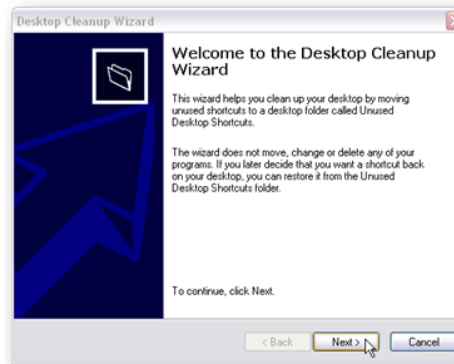 Desktop Cleanup Wizard
Welcome to the Desktop Cleanup
Wizard
This wizard helps you clean up your desktop by moving
unused shortcuts to a desktop folder called Unused
Desktop Shortcuts.
The wizard does not move, change or delete any of your
programs. If you later decide that you want a shortcut back
on your desktop, you can restore it from the Unused
Desktop Shortcuts folder.
To continue, click Next.
< Back Next > Cancel